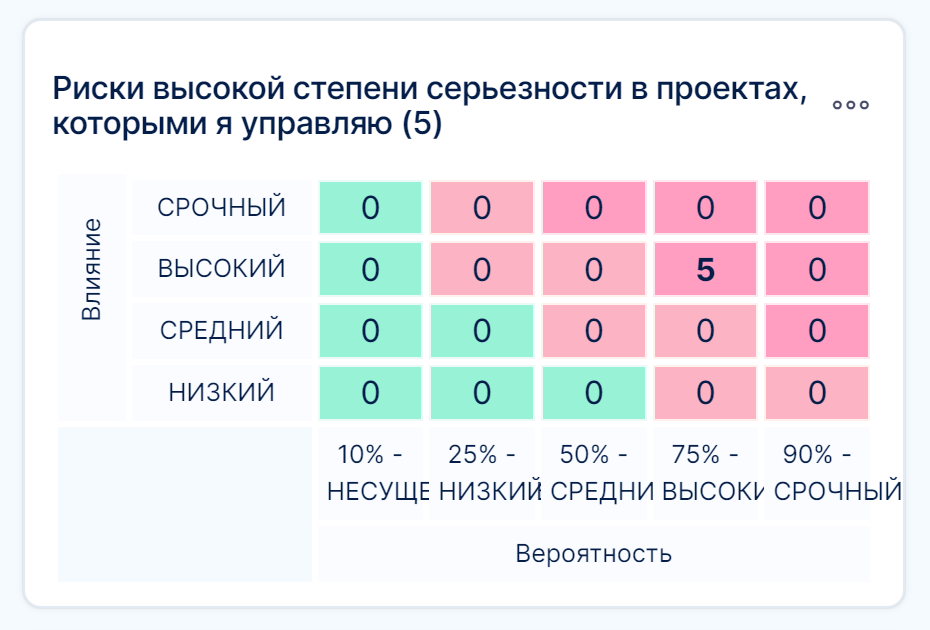 Риски высокой степени серьезности в проектах,
которыми я управляю (5)
Влияние
СРОЧНЫЙ 0 0 0 0 0
ВЫСОКИЙ 0 0 0 5 0
СРЕДНИЙ 0 0 0 0 0
НИЗКИЙ 0 0 0 0 0
10% - 25% - 50% - 75% - 90% -
НЕСУЩЕ НИЗКИЙ СРЕДНИ ВЫСОКИ СРОЧНЫЙ
Вероятность